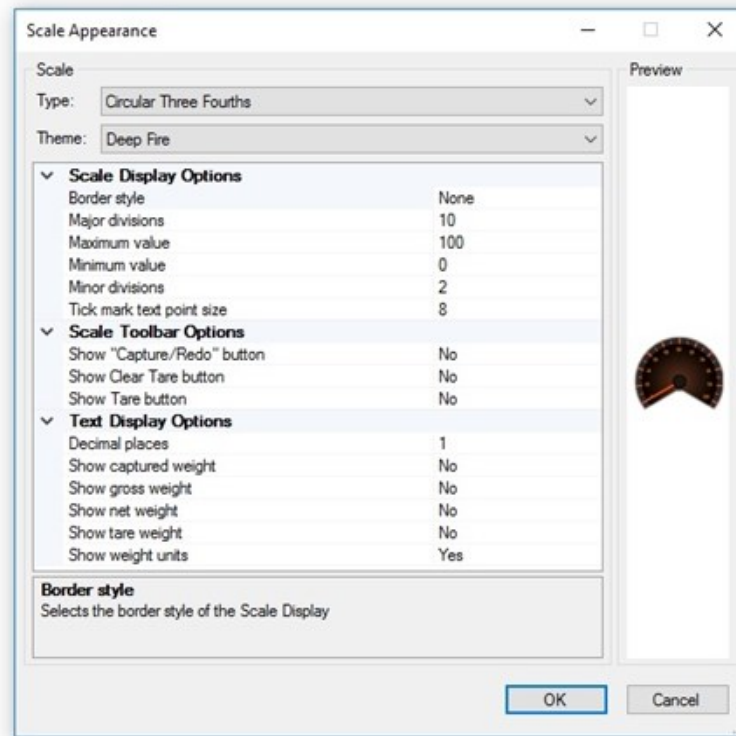 Scale Appearance
Scale
Preview
Type: Circular Three Fourths
Theme: Deep Fire
Scale Display Options
Border style None
Major divisions 10
Maximum value 100
Minimum value 0
Minor divisions 2
Tick mark text point size 8
Scale Toolbar Options
Show "Capture/Redo" button No
Show Clear Tare button No
Show Tare button No
Text Display Options
Decimal places 1
Show captured weight No
Show gross weight No
Show net weight No
Show tare weight No
Show weight units Yes
Border style
Selects the border style of the Scale Display
OK
Cancel